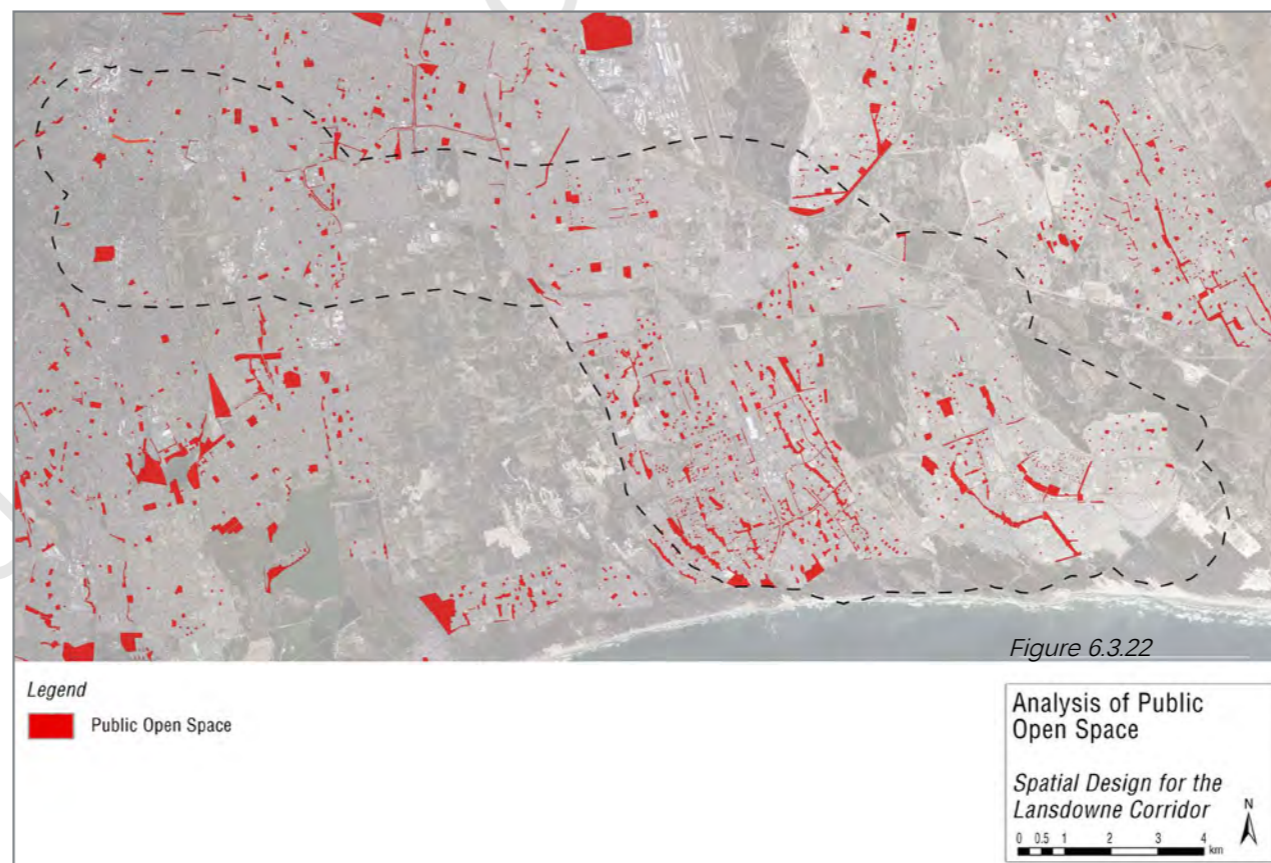 Figure 6.3.22
Legend
Public Open Space
Analysis of Public
Open Space
Spatial Design for the
Lansdowne Corridor
N
0 0.5 1 2 3 4
km